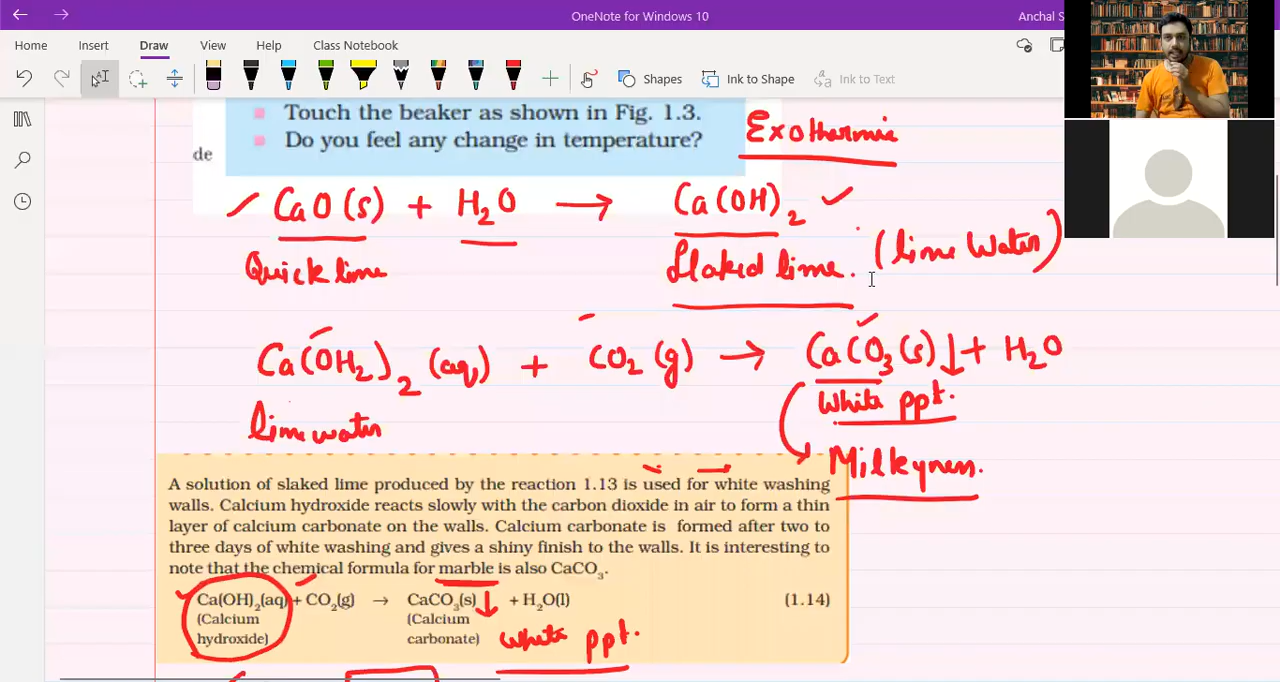 OneNote for Windows 10
Anchal S
Home Insert Draw View Help Class Notebook
Shapes Ink to Shape Ink to Text
Touch the beaker as shown in Fig. 1.3.
Do you feel any change in temperature?
Exothermic
de
CaO(s) + H₂O → Ca(OH)₂ ✓
Quick lime
Slaked lime. (lime Water)
Ca(OH₂)₂ (aq) + CO₂ (g) → CaCO₃(s)↓ + H₂O
lime water
White ppt.
Milkyness.
A solution of slaked lime produced by the reaction 1.13 is used for white washing
walls. Calcium hydroxide reacts slowly with the carbon dioxide in air to form a thin
layer of calcium carbonate on the walls. Calcium carbonate is formed after two to
three days of white washing and gives a shiny finish to the walls. It is interesting to
note that the chemical formula for marble is also CaCO₃.
Ca(OH)₂(aq) + CO₂(g) → CaCO₃(s)↓ + H₂O(l) (1.14)
(Calcium (Calcium
hydroxide) carbonate) White ppt.